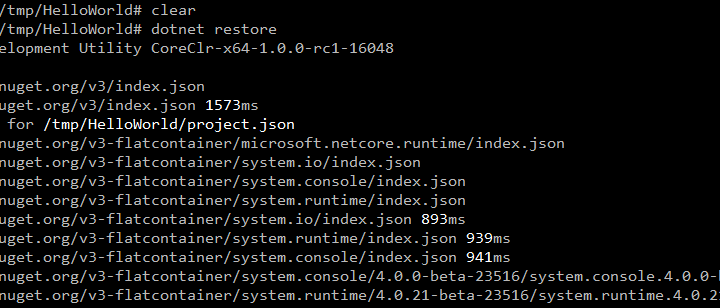 /tmp/HelloWorld# clear
/tmp/HelloWorld# dotnet restore
elopment Utility CoreClr-x64-1.0.0-rc1-16048
nuget.org/v3/index.json
nuget.org/v3/index.json 1573ms
for /tmp/HelloWorld/project.json
nuget.org/v3-flatcontainer/microsoft.netcore.runtime/index.json
nuget.org/v3-flatcontainer/system.io/index.json
nuget.org/v3-flatcontainer/system.console/index.json
nuget.org/v3-flatcontainer/system.runtime/index.json
uget.org/v3-flatcontainer/system.io/index.json 893ms
uget.org/v3-flatcontainer/system.runtime/index.json 939ms
uget.org/v3-flatcontainer/system.console/index.json 941ms
nuget.org/v3-flatcontainer/system.console/4.0.0-beta-23516/system.console.4.0.0-b
nuget.org/v3-flatcontainer/system.runtime/4.0.21-beta-23516/system.runtime.4.0.2